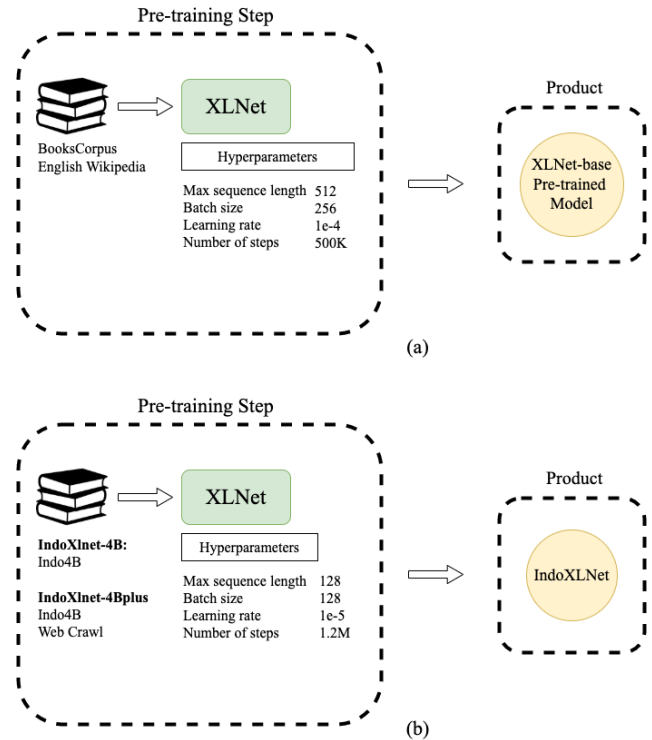 Pre-training Step
XLNet
BooksCorpus
English Wikipedia
Hyperparameters
Max sequence length 512
Batch size 256
Learning rate 1e-4
Number of steps 500K
Product
XLNet-base
Pre-trained
Model
(a)
Pre-training Step
XLNet
IndoXlnet-4B:
Indo4B
IndoXlnet-4Bplus
Indo4B
Web Crawl
Hyperparameters
Max sequence length 128
Batch size 128
Learning rate 1e-5
Number of steps 1.2M
Product
IndoXLNet
(b)